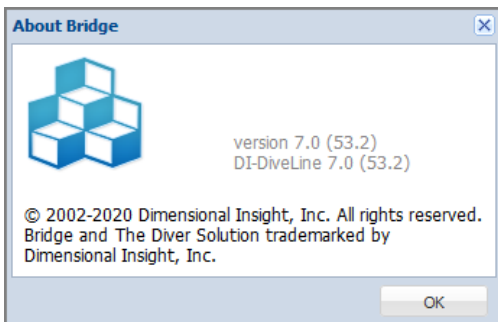 About Bridge
version 7.0 (53.2)
DI-DiveLine 7.0 (53.2)
© 2002-2020 Dimensional Insight, Inc. All rights reserved.
Bridge and The Diver Solution trademarked by
Dimensional Insight, Inc.
OK